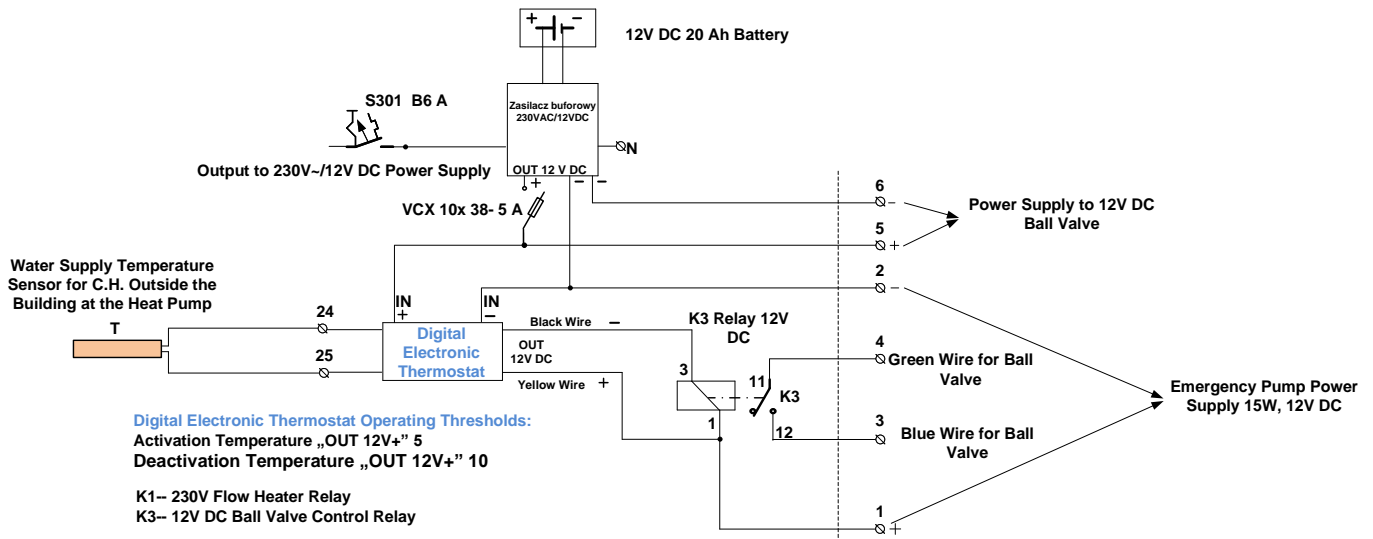 + −
12V DC 20 Ah Battery
S301 B6 A
Zasilacz buforowy
230VAC/12VDC
N
Output to 230V~/12V DC Power Supply
OUT 12 V DC
+ − −
VCX 10x 38- 5 A
6
−
Power Supply to 12V DC
Ball Valve
5
+
Water Supply Temperature
Sensor for C.H. Outside the
Building at the Heat Pump
T
2
−
IN
+
IN
−
24
25
Digital
Electronic
Thermostat
Black Wire −
OUT
12V DC
Yellow Wire +
K3 Relay 12V
DC
3
1
11
K3
12
4
Green Wire for Ball
Valve
3
Blue Wire for Ball
Valve
Emergency Pump Power
Supply 15W, 12V DC
1
+
Digital Electronic Thermostat Operating Thresholds:
Activation Temperature „OUT 12V+” 5
Deactivation Temperature „OUT 12V+” 10
K1-- 230V Flow Heater Relay
K3-- 12V DC Ball Valve Control Relay